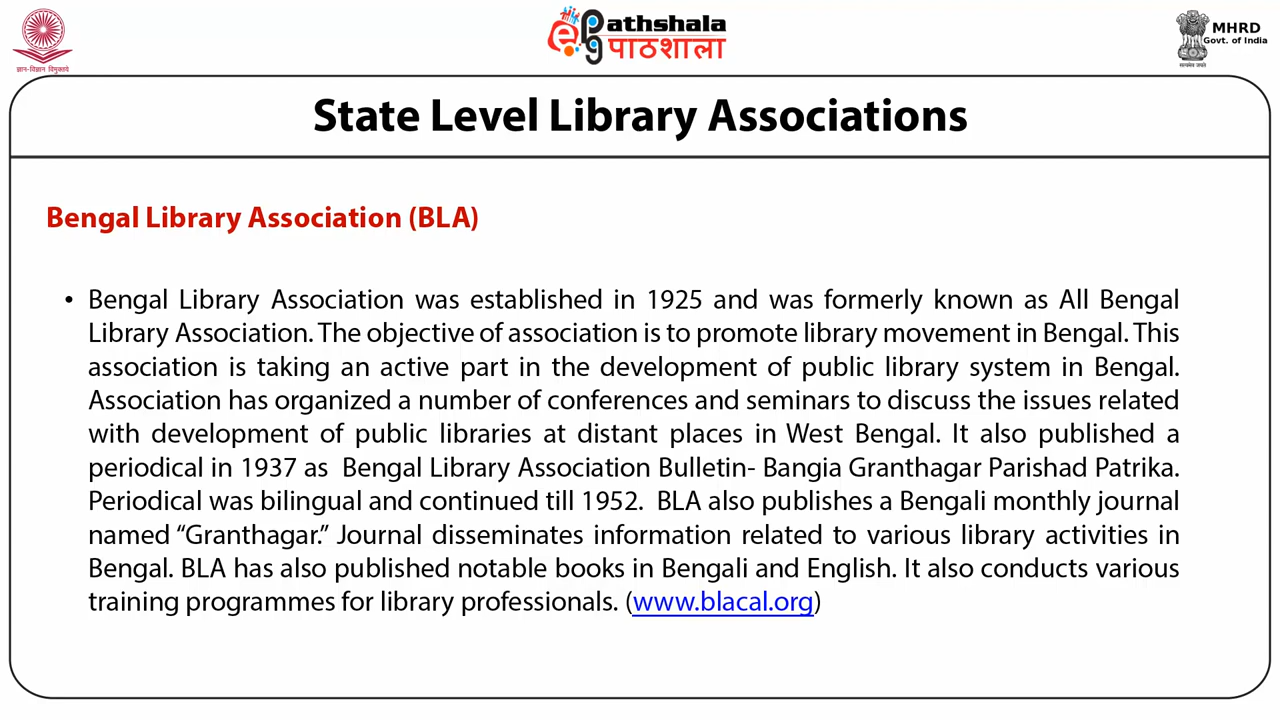 ज्ञान-विज्ञान विमुक्तये
ePathshala
पाठशाला
MHRD
Govt. of India
सत्यमेव जयते
State Level Library Associations
Bengal Library Association (BLA)
• Bengal Library Association was established in 1925 and was formerly known as All Bengal
Library Association. The objective of association is to promote library movement in Bengal. This
association is taking an active part in the development of public library system in Bengal.
Association has organized a number of conferences and seminars to discuss the issues related
with development of public libraries at distant places in West Bengal. It also published a
periodical in 1937 as Bengal Library Association Bulletin- Bangia Granthagar Parishad Patrika.
Periodical was bilingual and continued till 1952. BLA also publishes a Bengali monthly journal
named “Granthagar.” Journal disseminates information related to various library activities in
Bengal. BLA has also published notable books in Bengali and English. It also conducts various
training programmes for library professionals. (www.blacal.org)